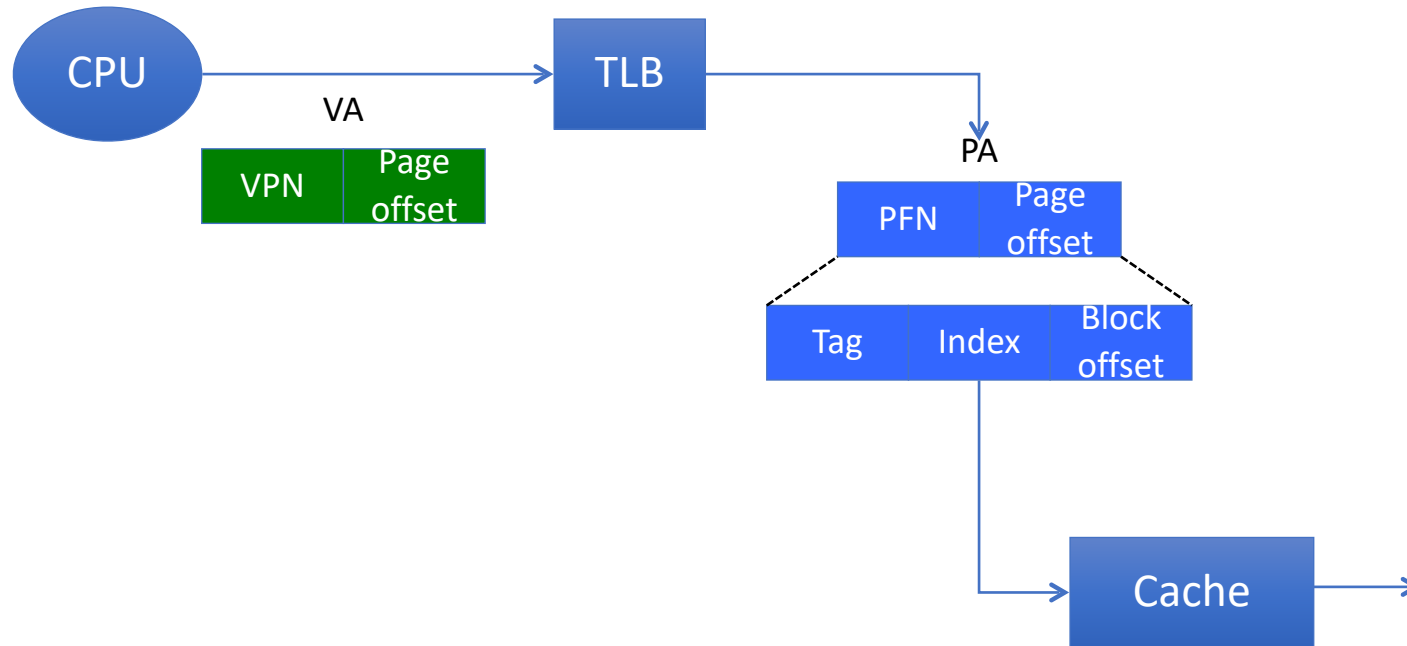 CPU
TLB
VA
VPN
Page
offset
PA
PFN
Page
offset
Tag
Index
Block
offset
Cache